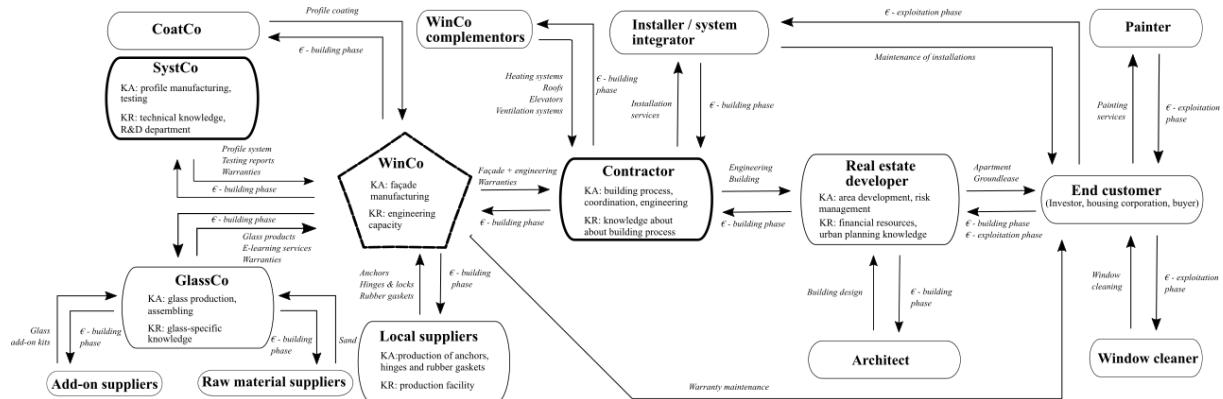 Profile coating
CoatCo
€ - building phase
SystCo
KA: profile manufacturing,
testing
KR: technical knowledge,
R&D department
Profile system
Testing reports
Warranties
€ - building phase
€ - building phase
Glass products
E-learning services
Warranties
GlassCo
KA: glass production,
assembling
KR: glass-specific
knowledge
Glass
add-on kits
€ - building
phase
€ - building
phase
Sand
Add-on suppliers
Raw material suppliers
WinCo
KA: façade
manufacturing
KR: engineering
capacity
Anchors
Hinges & locks
Rubber gaskets
€ - building
phase
Local suppliers
KA:production of anchors,
hinges and rubber gaskets
KR: production facility
WinCo
complementors
Heating systems
Roofs
Elevators
Ventilation systems
€ - building
phase
Installer / system
integrator
Installation
services
€ - building phase
Façade + engineering
Warranties
€ - building phase
Contractor
KA: building process,
coordination, engineering
KR: knowledge about
about building process
Engineering
Building
€ - building phase
Real estate
developer
KA: area development, risk
management
KR: financial resources,
urban planning knowledge
Building design
€ - building
phase
Architect
Apartment
Groundlease
€ - building phase
€ - exploitation phase
€ - exploitation phase
Maintenance of installations
Painter
Painting
services
€ - exploitation
phase
End customer
(Investor, housing corporation, buyer)
Window
cleaning
€ - exploitation
phase
Window cleaner
Warranty maintenance